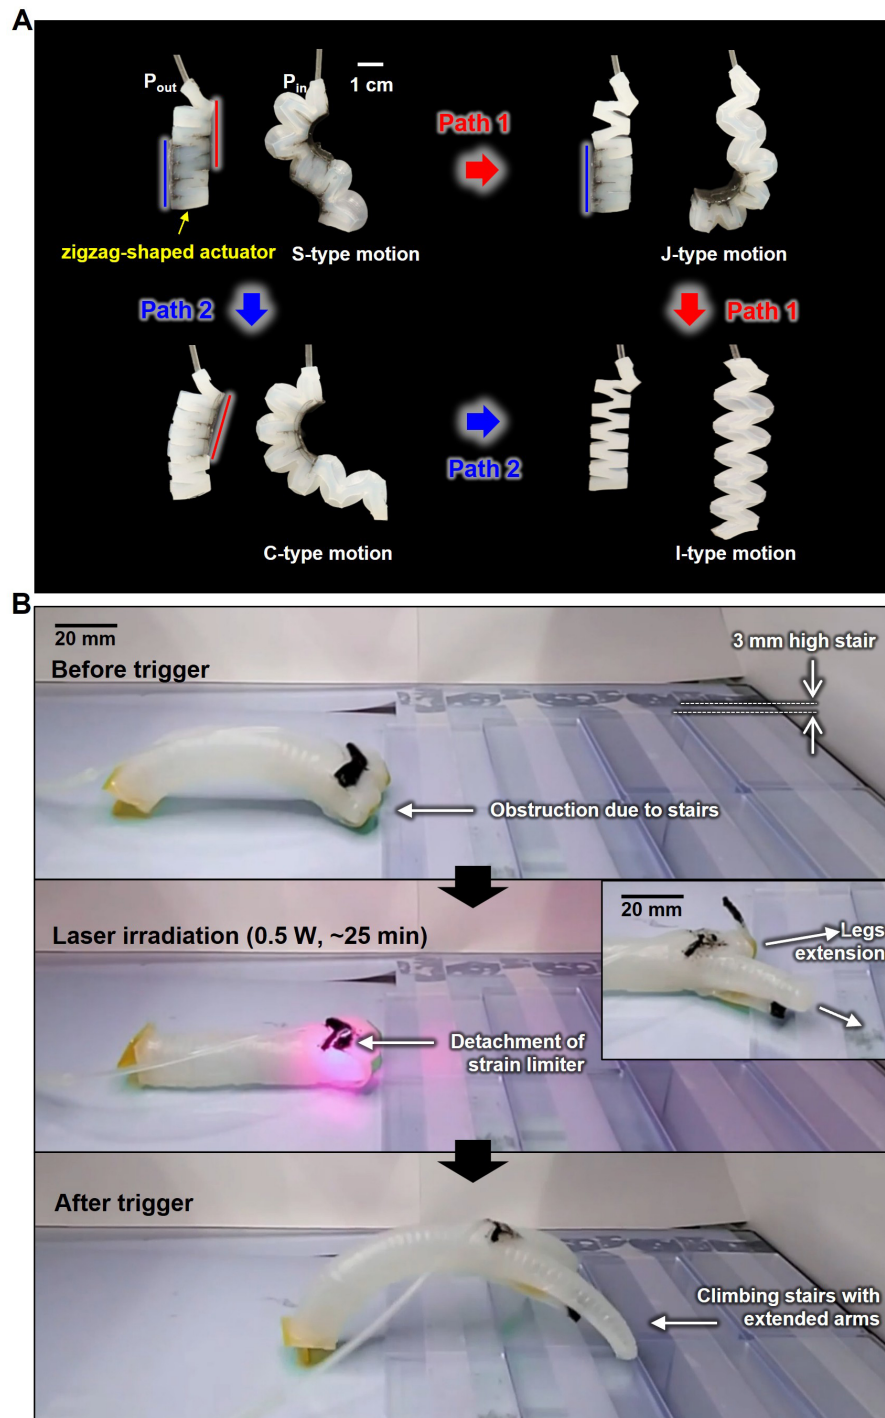 A
Pout
Pin
1 cm
Path 1
zigzag-shaped actuator
S-type motion
J-type motion
Path 2
Path 1
Path 2
C-type motion
I-type motion
B
20 mm
Before trigger
3 mm high stair
Obstruction due to stairs
Laser irradiation (0.5 W, ~25 min)
20 mm
Legs
extension
Detachment of
strain limiter
After trigger
Climbing stairs with
extended arms